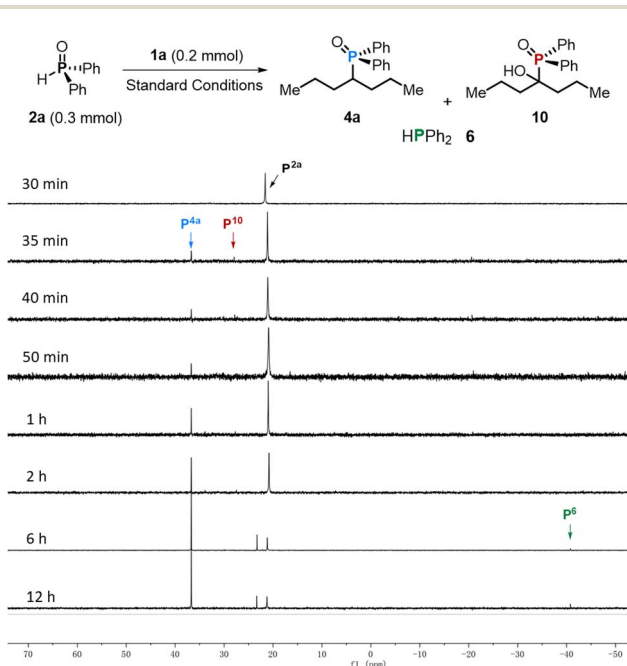 O
H P Ph
Ph
2a (0.3 mmol)
1a (0.2 mmol)
Standard Conditions
O Ph
P Ph
Me Me
4a
+
O Ph
HO P Ph
Me Me
10
HPPh₂ 6
30 min
P²ᵃ
35 min
P⁴ᵃ P¹⁰
40 min
50 min
1 h
2 h
6 h
P⁶
12 h
70 60 50 40 30 20 10 0 -10 -20 -30 -40 -50
f1 (ppm)